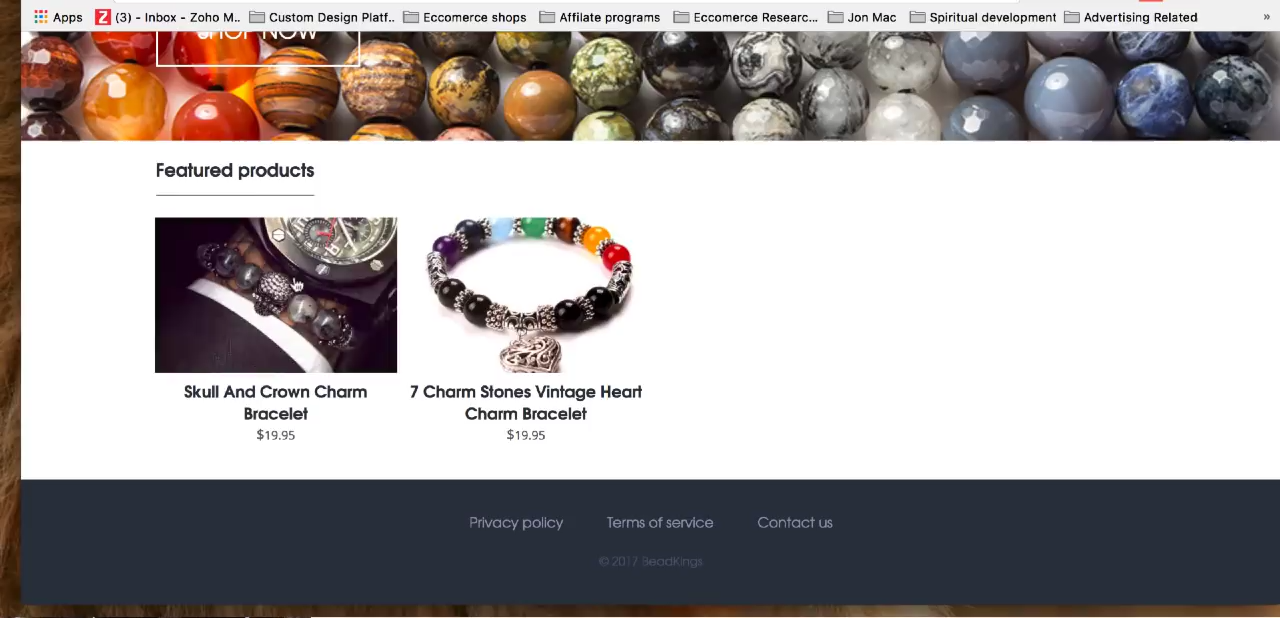 Apps (3) - Inbox - Zoho M... Custom Design Platf.. Eccomerce shops Affilate programs Eccomerce Researc... Jon Mac Spiritual development Advertising Related »
SHOP NOW
Featured products
Skull And Crown Charm
Bracelet
$19.95
7 Charm Stones Vintage Heart
Charm Bracelet
$19.95
Privacy policy Terms of service Contact us
© 2017 BeadKings